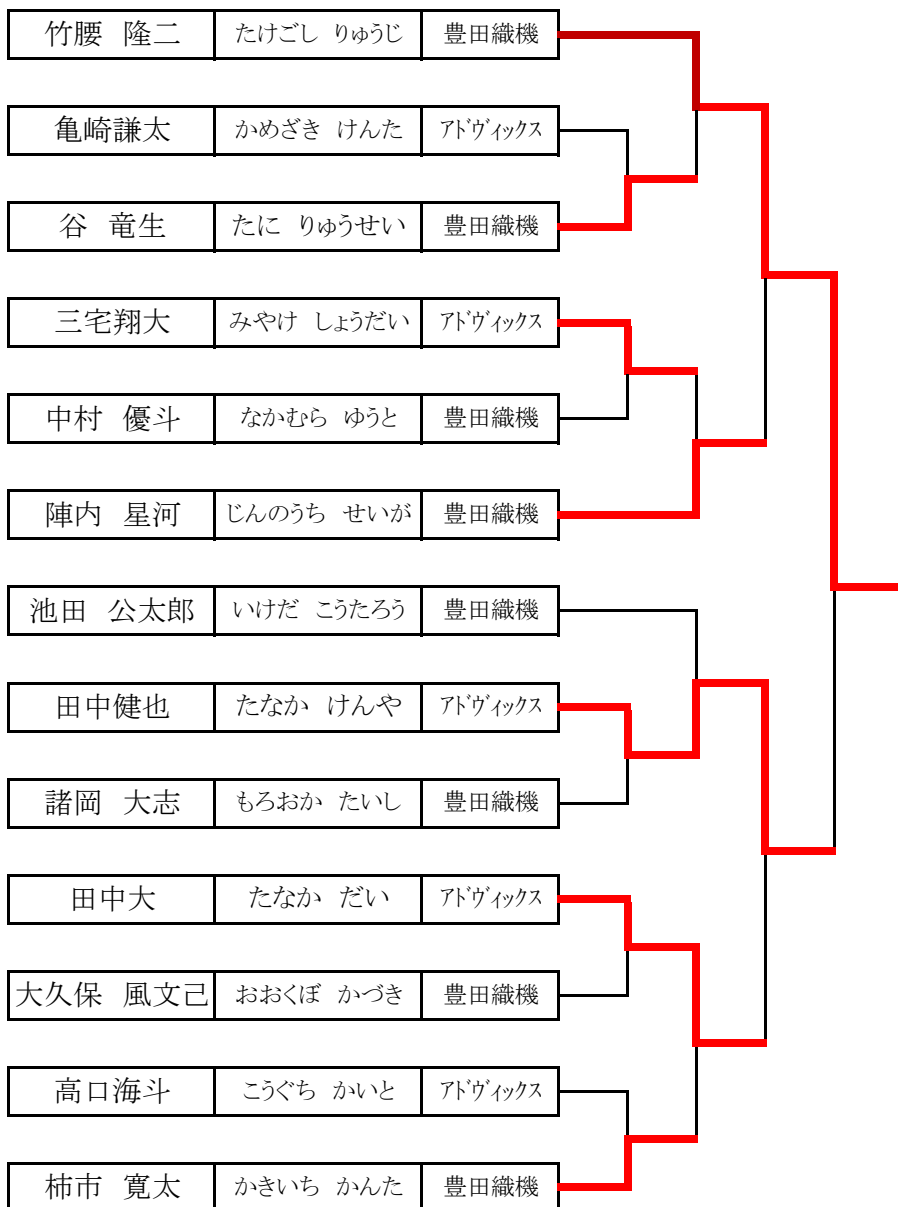 竹腰 隆二 たけごし りゅうじ 豊田織機
亀崎謙太 かめざき けんた アドヴィックス
谷 竜生 たに りゅうせい 豊田織機
三宅翔大 みやけ しょうだい アドヴィックス
中村 優斗 なかむら ゆうと 豊田織機
陣内 星河 じんのうち せいが 豊田織機
池田 公太郎 いけだ こうたろう 豊田織機
田中健也 たなか けんや アドヴィックス
諸岡 大志 もろおか たいし 豊田織機
田中大 たなか だい アドヴィックス
大久保 風文己 おおくぼ かづき 豊田織機
高口海斗 こうぐち かいと アドヴィックス
柿市 寛太 かきいち かんた 豊田織機